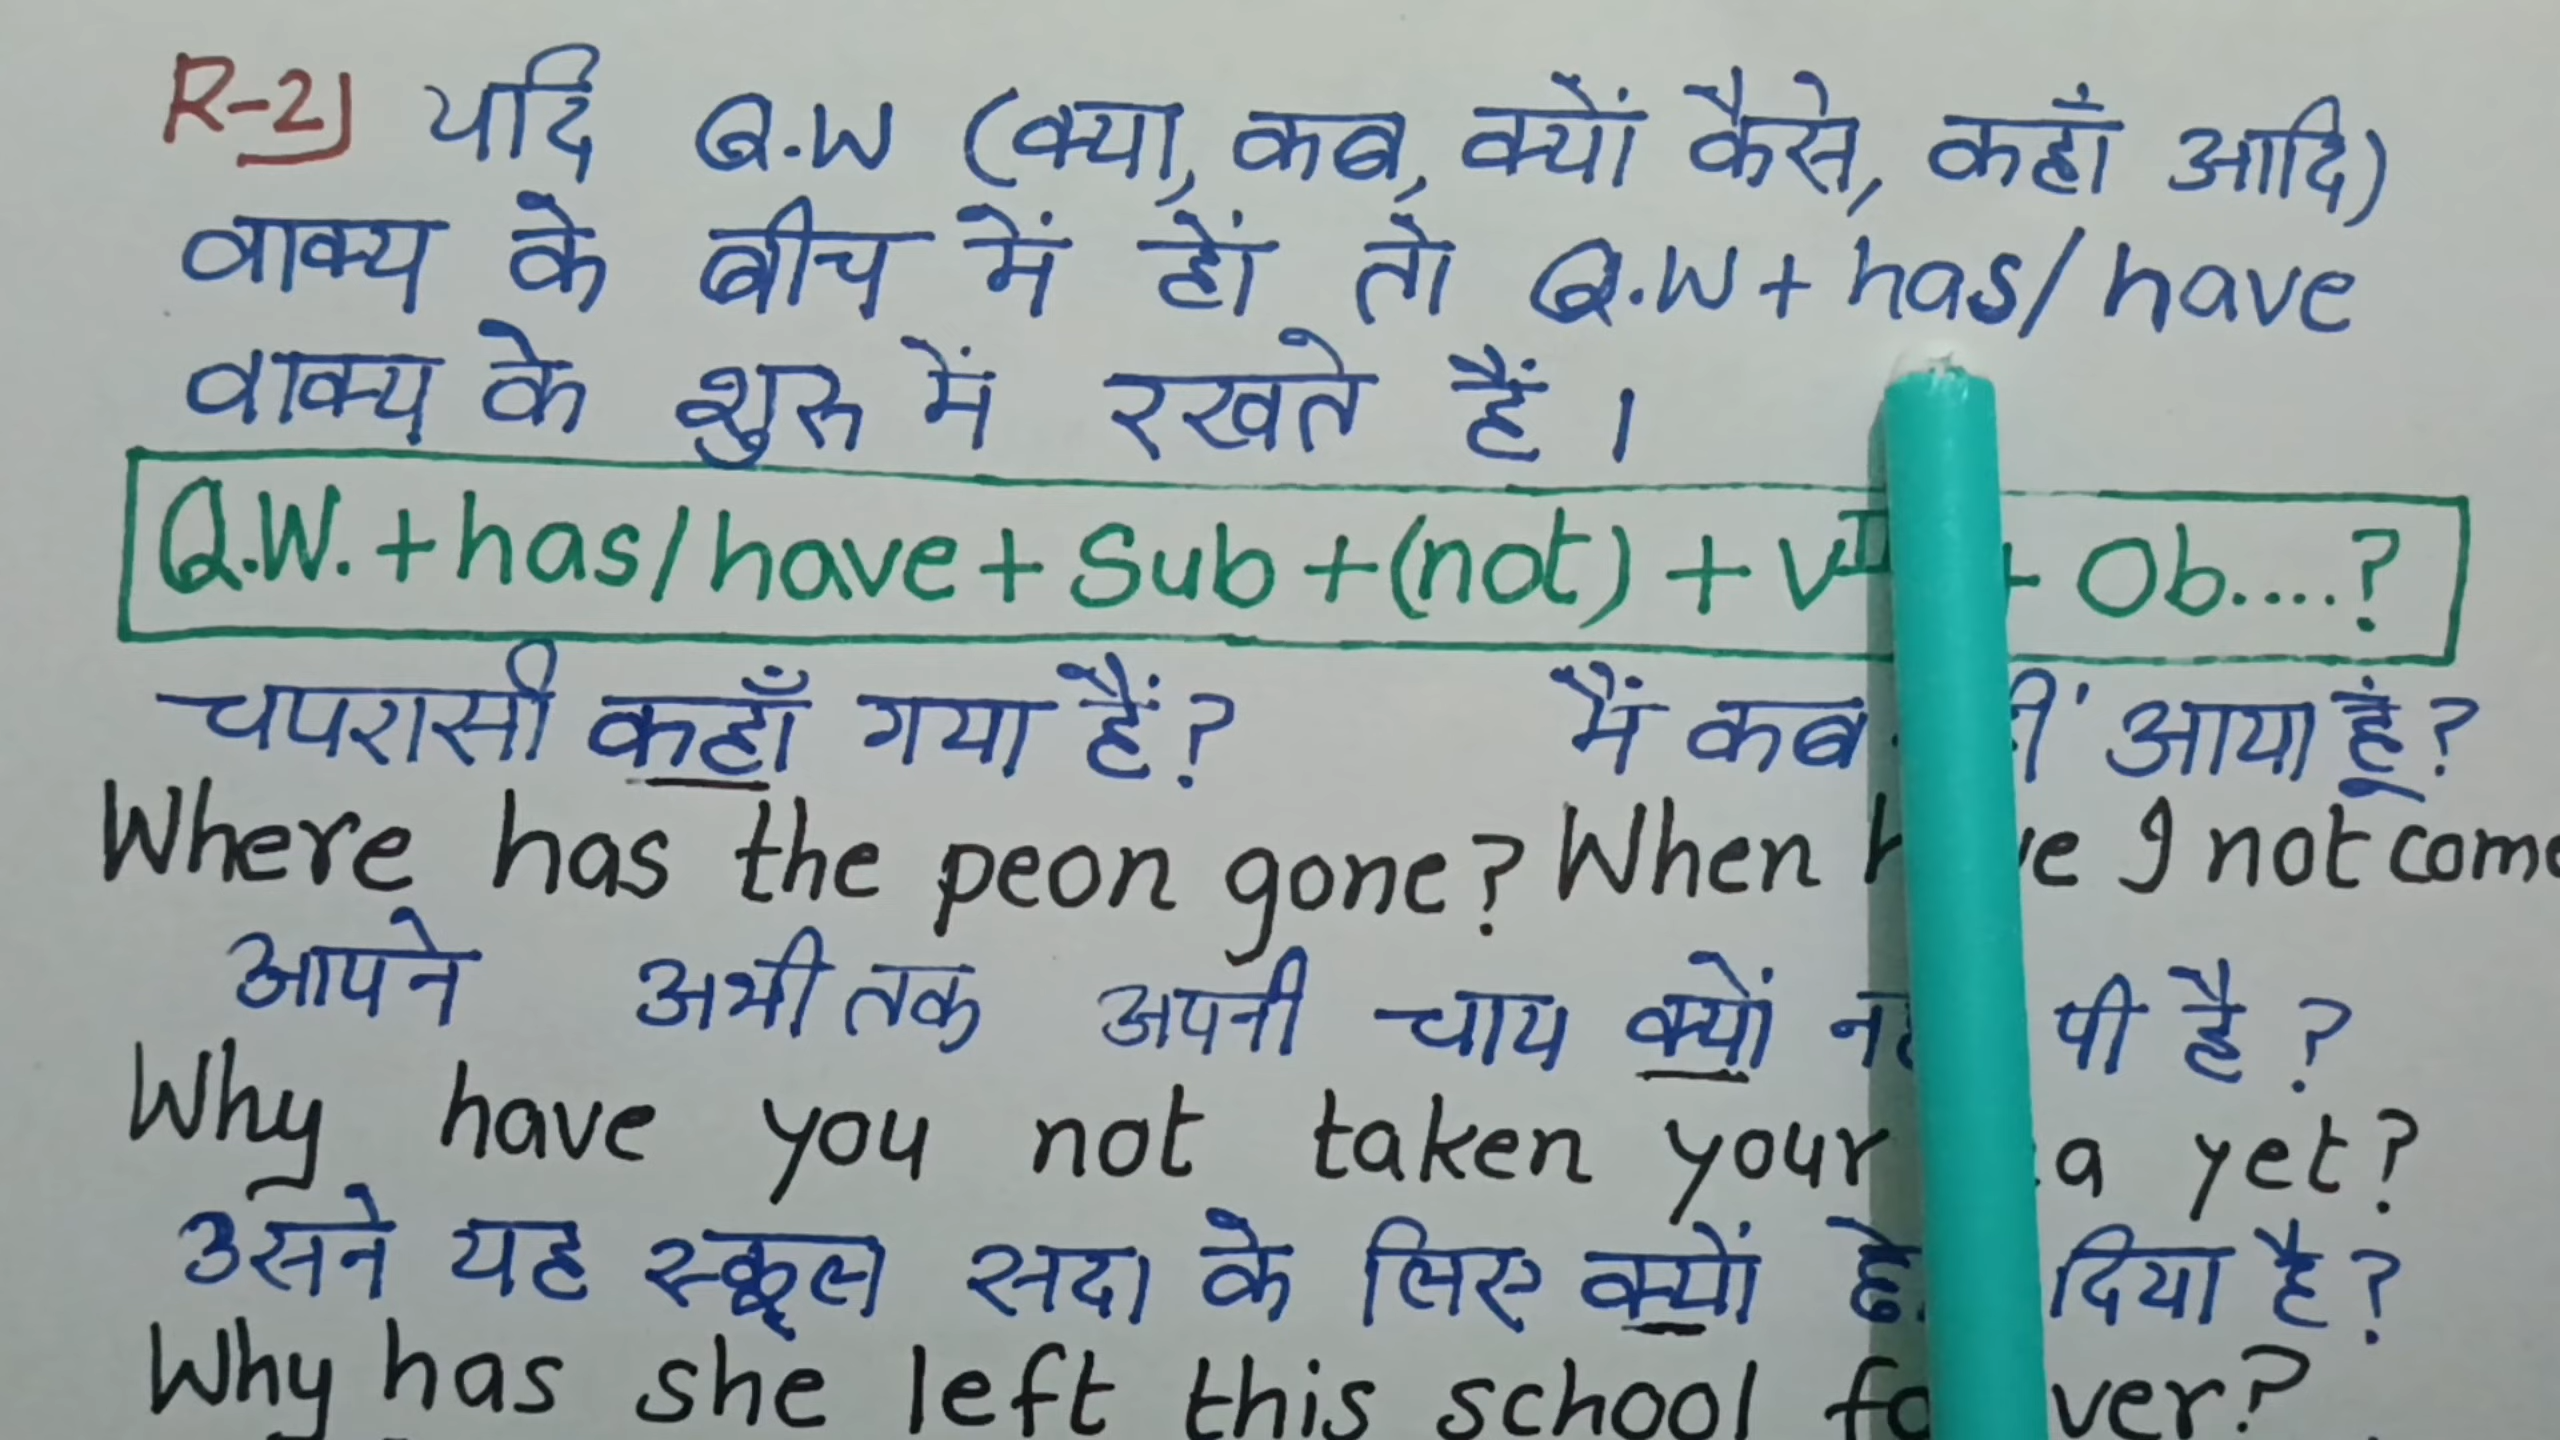 R-2) यदि Q.W (क्या, कब, क्यों कैसे, कहाँ आदि)
वाक्य के बीच में हों तो Q.W + has/have
वाक्य के शुरू में रखते हैं ।
Q.W. + has/have + Sub + (not) + + Ob....?
चपरासी कहाँ गया हैं? मैं कब आया हूं?
Where has the peon gone? When I not come
आपने अभी तक अपनी चाय क्यों पी है ?
Why have you not taken your yet?
उसने यह स्कूल सदा के लिए क्यों दिया है?
Why has she left this school